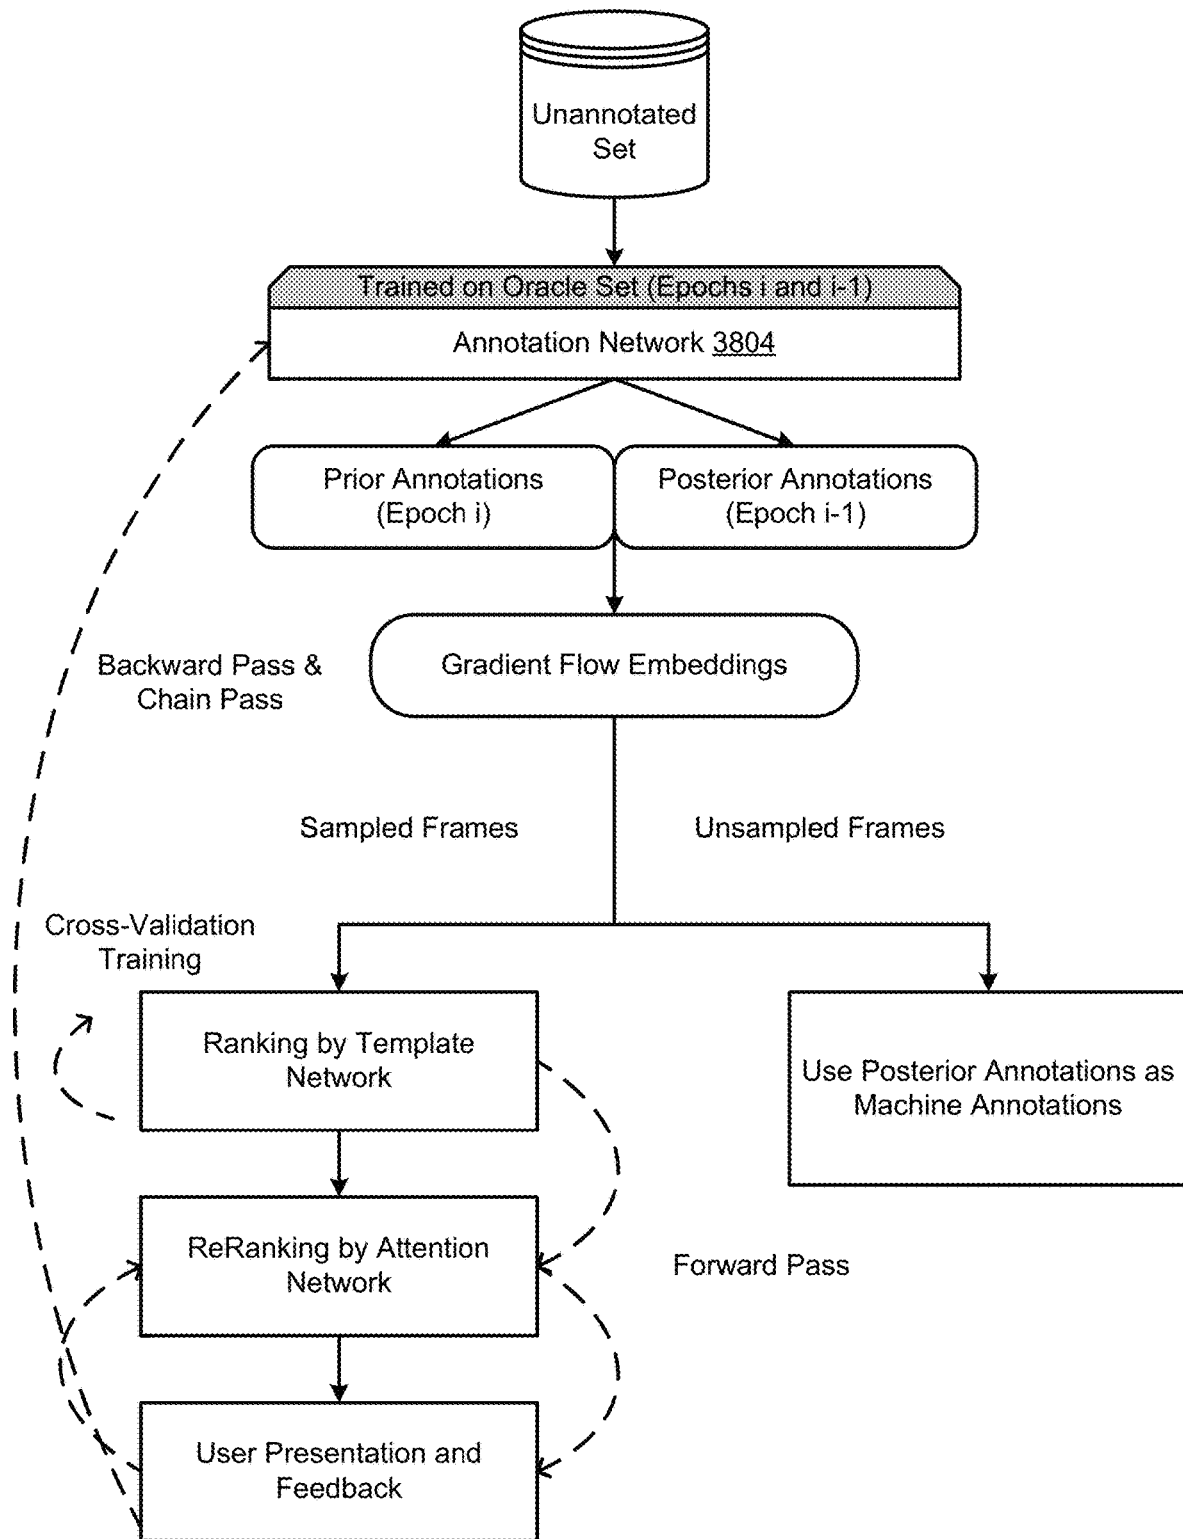 Unannotated
Set
Trained on Oracle Set (Epochs i and i-1)
Annotation Network 3804
Prior Annotations
(Epoch i)
Posterior Annotations
(Epoch i-1)
Gradient Flow Embeddings
Backward Pass &
Chain Pass
Sampled Frames
Unsampled Frames
Cross-Validation
Training
Ranking by Template
Network
Use Posterior Annotations as
Machine Annotations
ReRanking by Attention
Network
Forward Pass
User Presentation and
Feedback